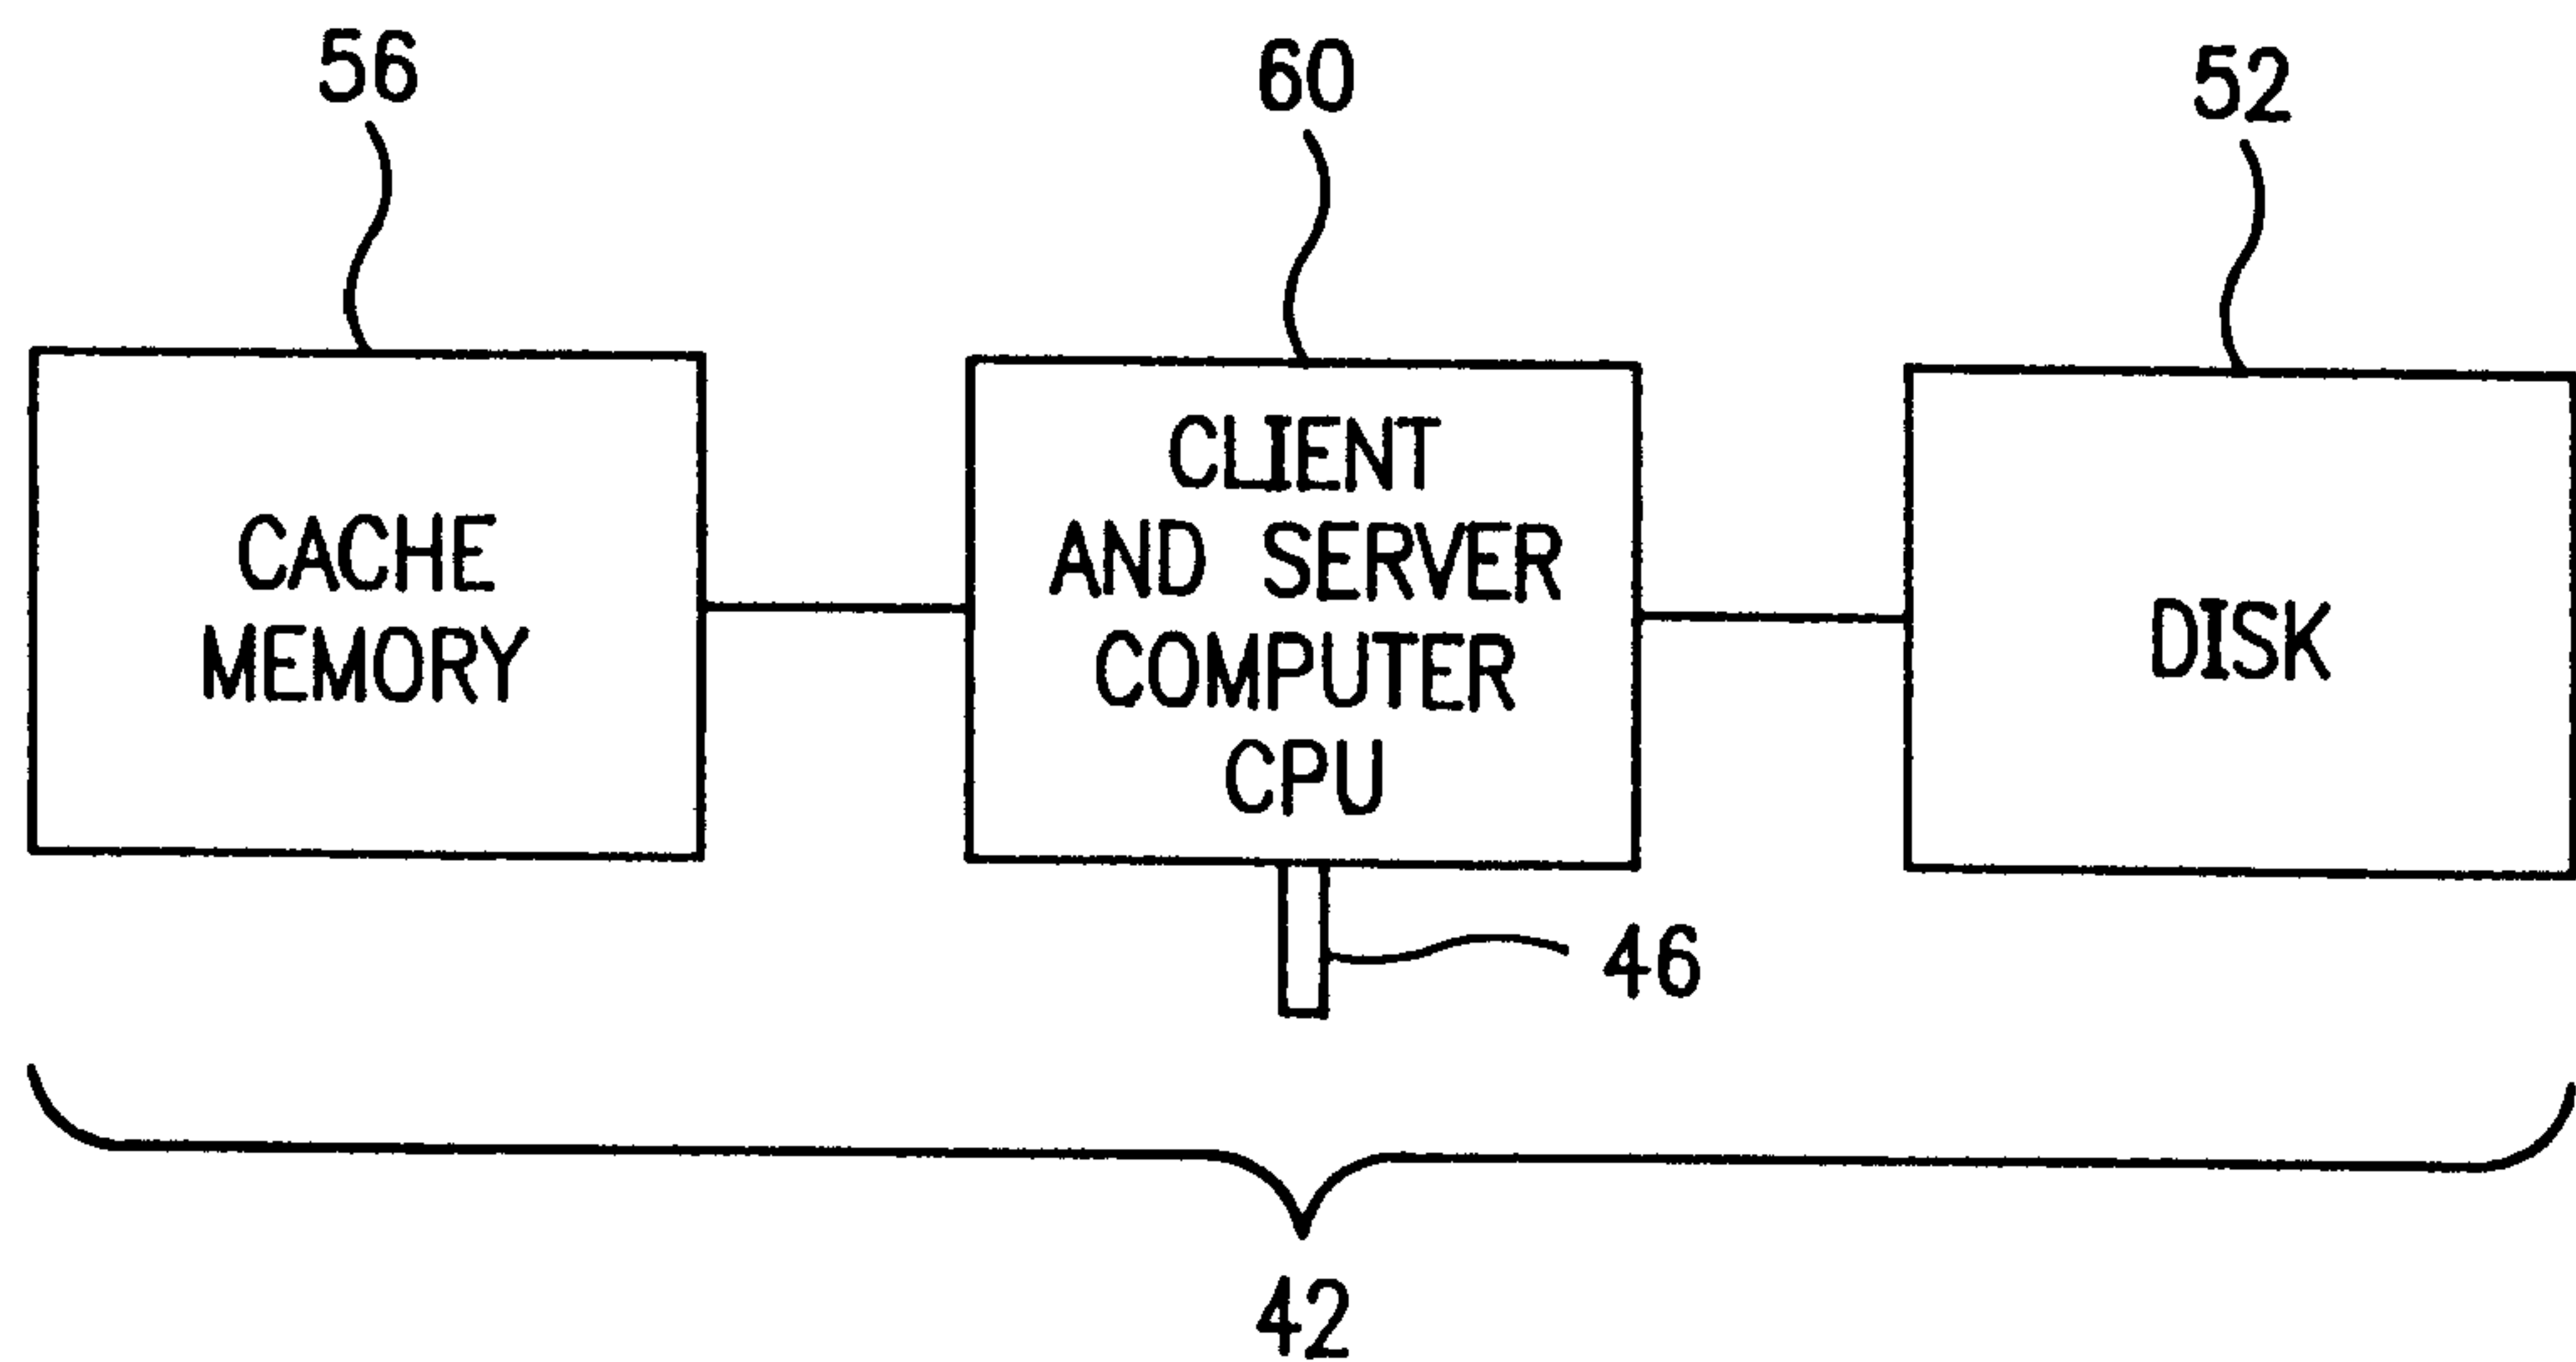 56
60
52
CACHE
MEMORY
CLIENT
AND SERVER
COMPUTER
CPU
DISK
46
42